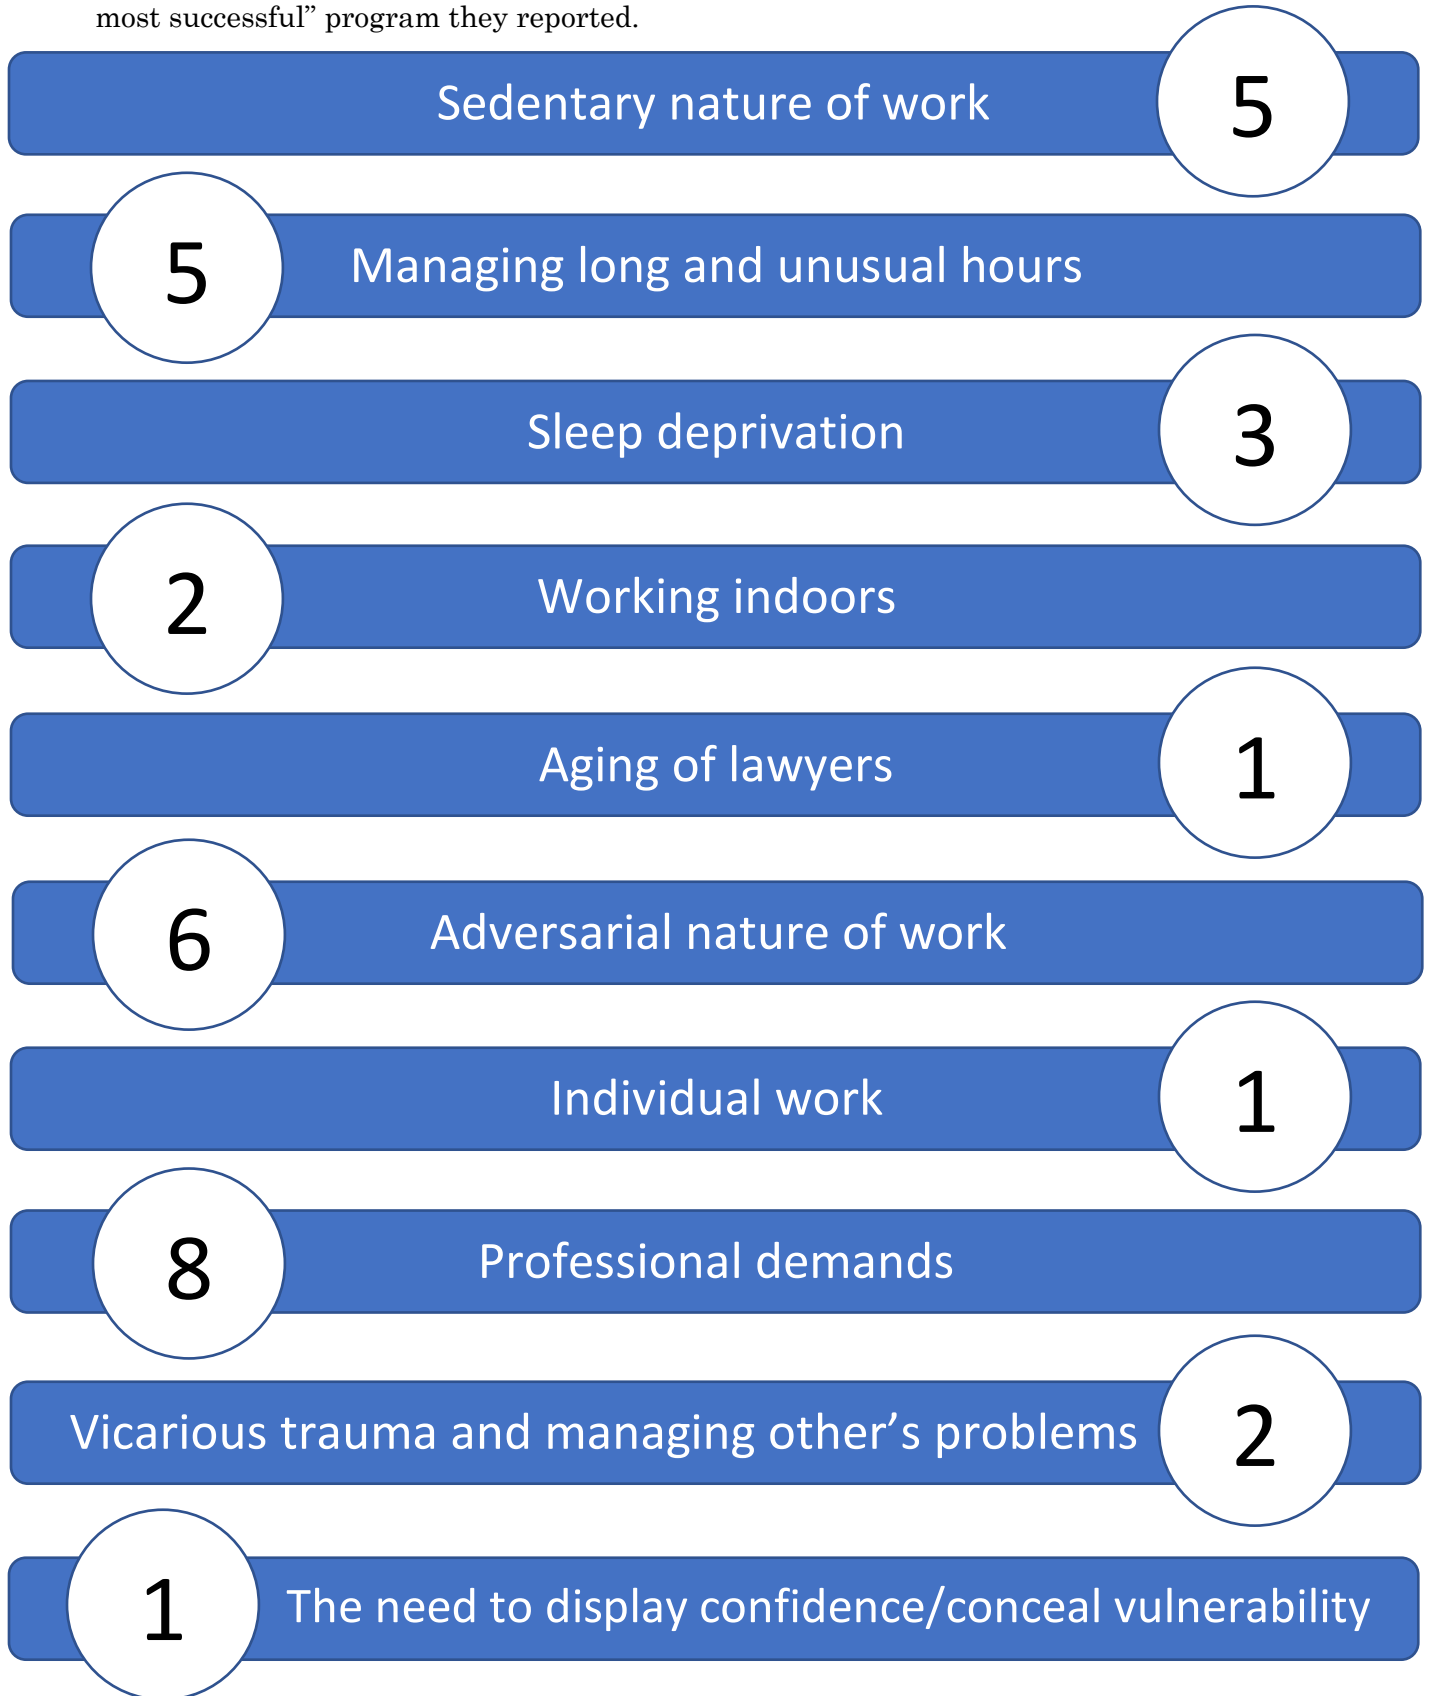 most successful” program they reported.
Sedentary nature of work
5
5
Managing long and unusual hours
Sleep deprivation
3
2
Working indoors
Aging of lawyers
1
6
Adversarial nature of work
Individual work
1
8
Professional demands
Vicarious trauma and managing other’s problems
2
1
The need to display confidence/conceal vulnerability